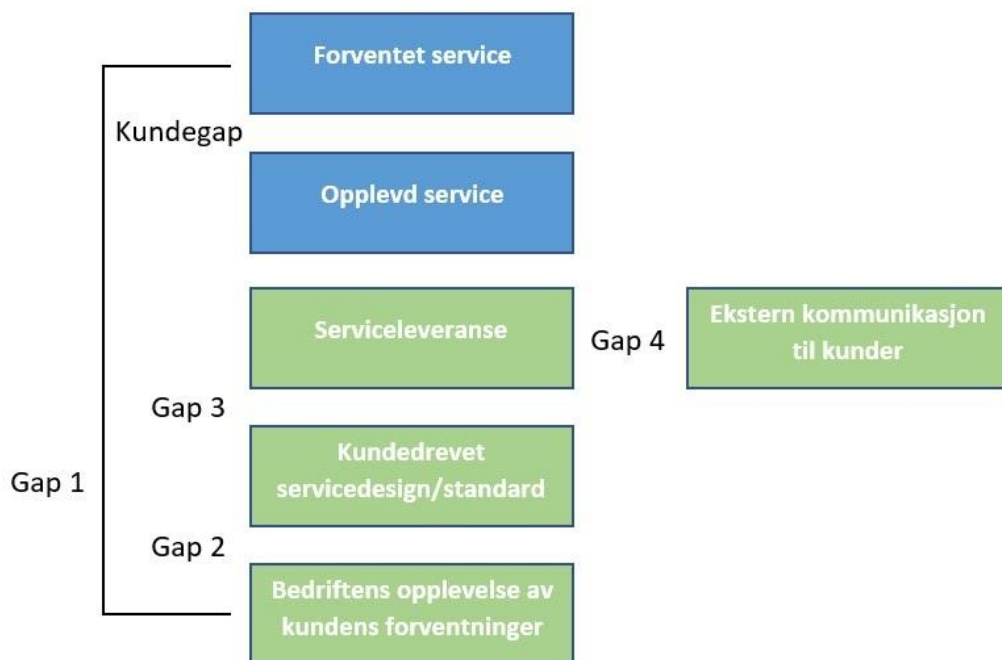 Forventet service
Kundegap
Opplevd service
Serviceleveranse
Gap 4
Ekstern kommunikasjon
til kunder
Gap 3
Kundedrevet
servicedesign/standard
Gap 1
Gap 2
Bedriftens opplevelse av
kundens forventninger